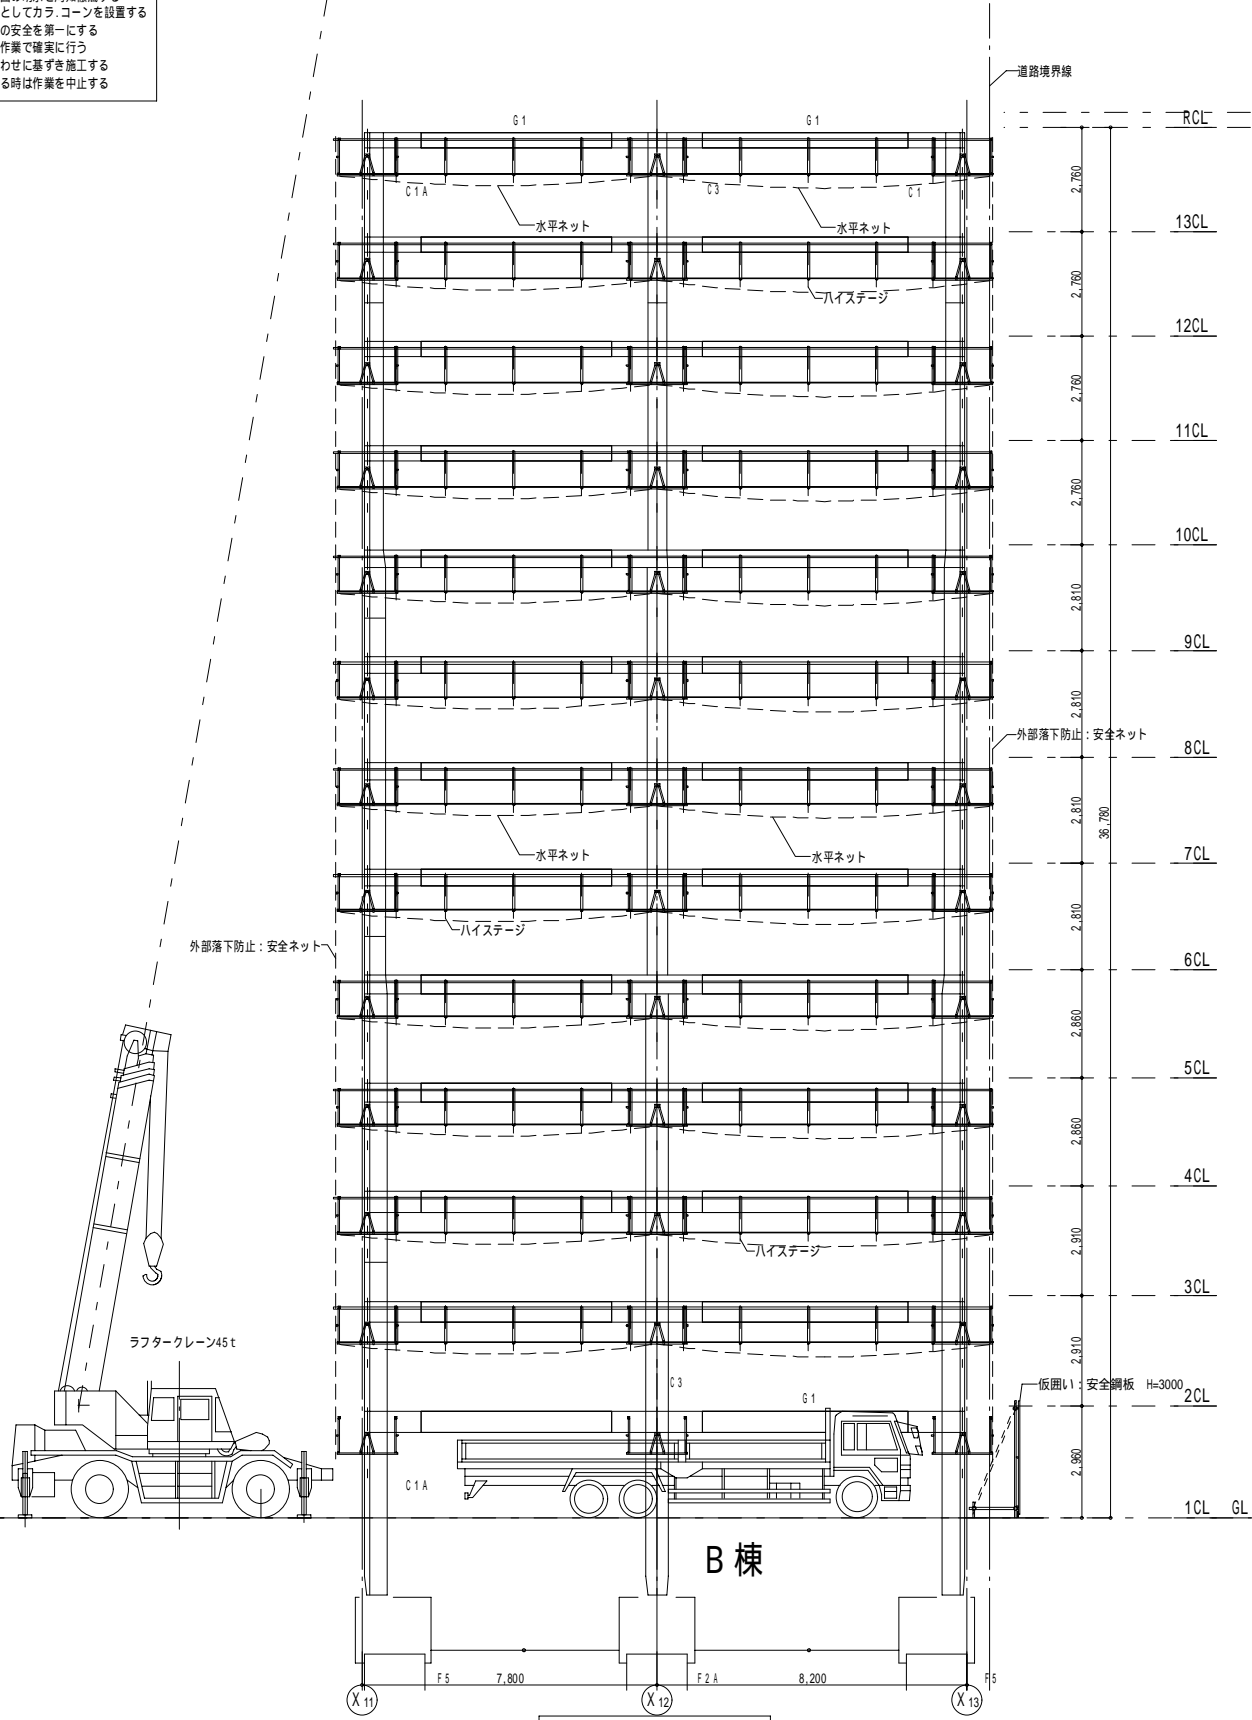 としてカラ.コーンを設置する
の安全を第一にする
作業で確実に行う
わせに基ずき施工する
る時は作業を中止する
道路境界線
G1
G1
RCL
2,760
C1A
C3
C1
水平ネット
水平ネット
13CL
2,760
ハイステージ
12CL
2,760
11CL
2,760
10CL
2,810
9CL
2,810
外部落下防止：安全ネット
8CL
2,810
36,780
水平ネット
水平ネット
7CL
2,810
ハイステージ
外部落下防止：安全ネット
6CL
2,860
5CL
2,860
4CL
2,910
ハイステージ
3CL
2,910
ラフタークレーン45t
C3
G1
仮囲い：安全鋼板 H=3000
2CL
2,960
C1A
1CL GL
B棟
F5
7,800
F2A
8,200
F5
X11
X12
X13